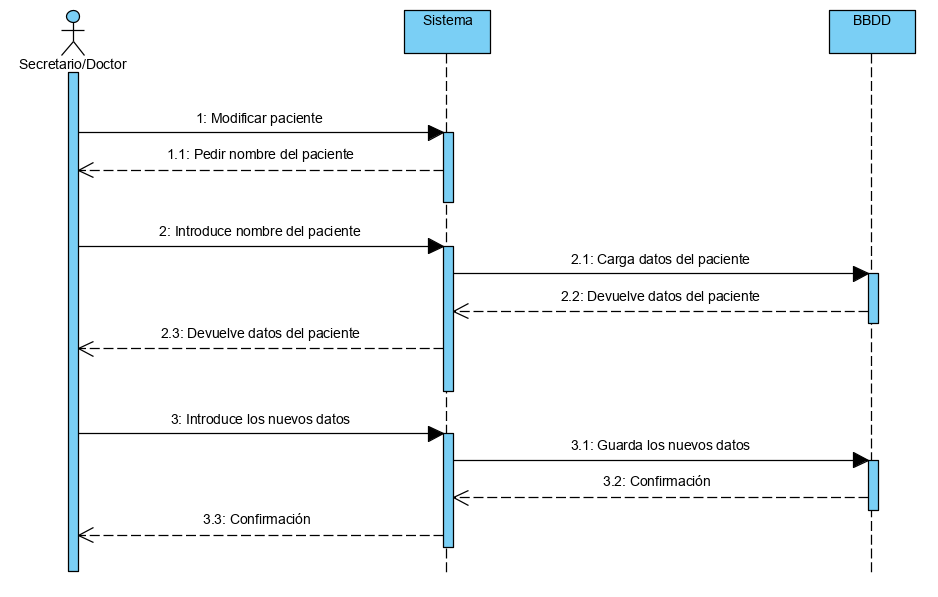 Sistema
BBDD
Secretario/Doctor
1: Modificar paciente
1.1: Pedir nombre del paciente
2: Introduce nombre del paciente
2.1: Carga datos del paciente
2.2: Devuelve datos del paciente
2.3: Devuelve datos del paciente
3: Introduce los nuevos datos
3.1: Guarda los nuevos datos
3.2: Confirmación
3.3: Confirmación